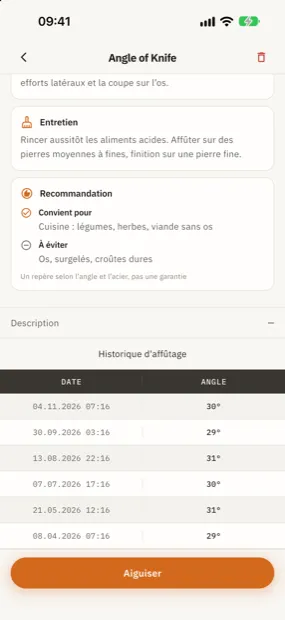 09:41
Angle of Knife
efforts latéraux et la coupe sur l'os.
Entretien
Rincer aussitôt les aliments acides. Affûter sur des
pierres moyennes à fines, finition sur une pierre fine.
Recommandation
Convient pour
Cuisine : légumes, herbes, viande sans os
À éviter
Os, surgelés, croûtes dures
Un repère selon l'angle et l'acier, pas une garantie
Description
Historique d'affûtage
DATE ANGLE
04.11.2026 07:16 30°
30.09.2026 03:16 29°
13.08.2026 22:16 31°
07.07.2026 17:16 30°
21.05.2026 12:16 31°
08.04.2026 07:16 29°
Aiguiser